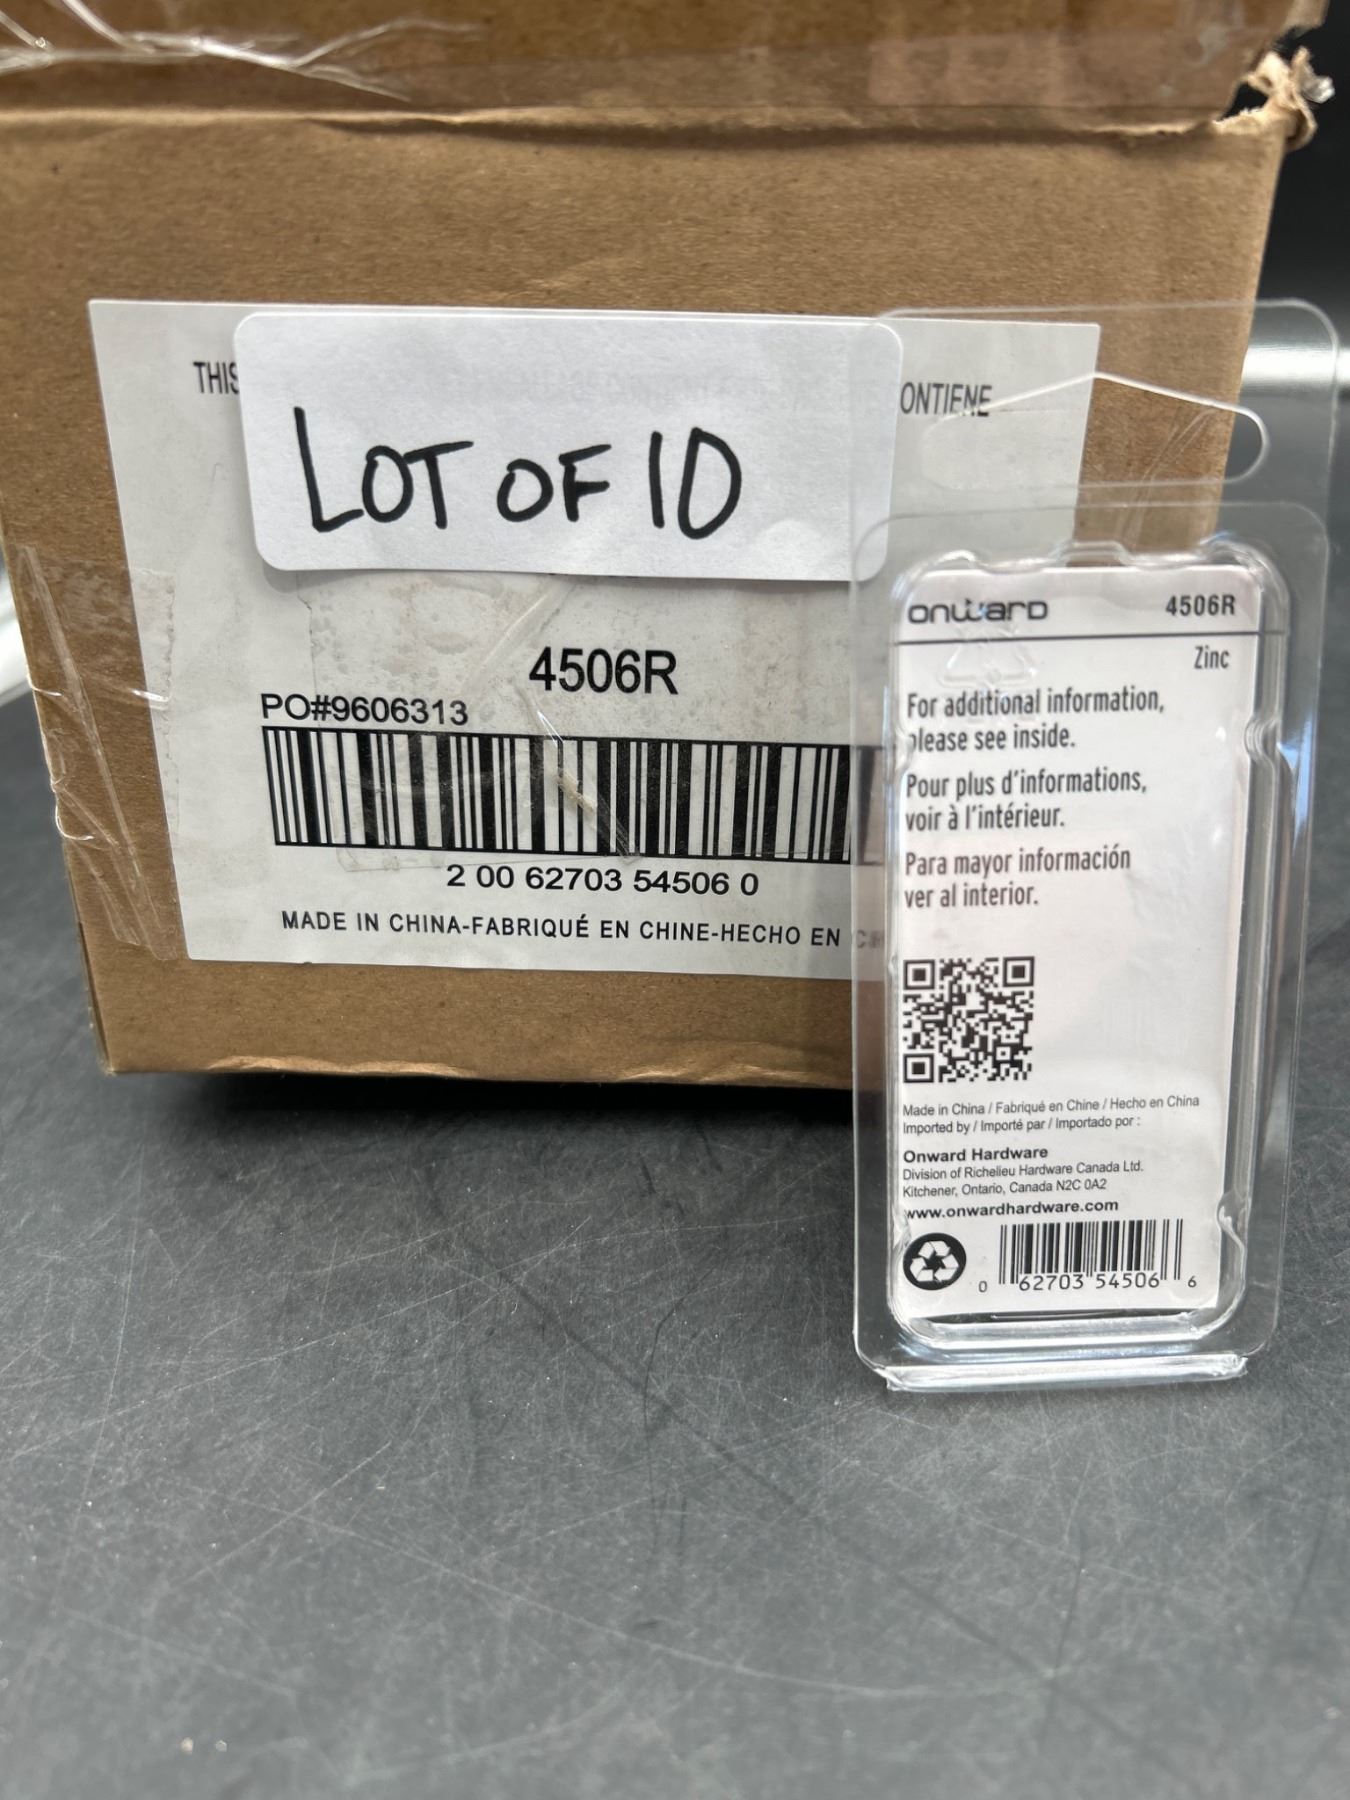 THIS
ONTIENE
LOT OF 10
4506R
PO#9606313
2 00 62703 54506 0
MADE IN CHINA-FABRIQUÉ EN CHINE-HECHO EN CH
onward 4506R
Zinc
For additional information,
please see inside.
Pour plus d'informations,
voir à l'intérieur.
Para mayor información
ver al interior.
Made in China / Fabriqué en Chine / Hecho en China
Imported by / Importé par / Importado por :
Onward Hardware
Division of Richelieu Hardware Canada Ltd.
Kitchener, Ontario, Canada N2C 0A2
www.onwardhardware.com
0 62703 54506 6